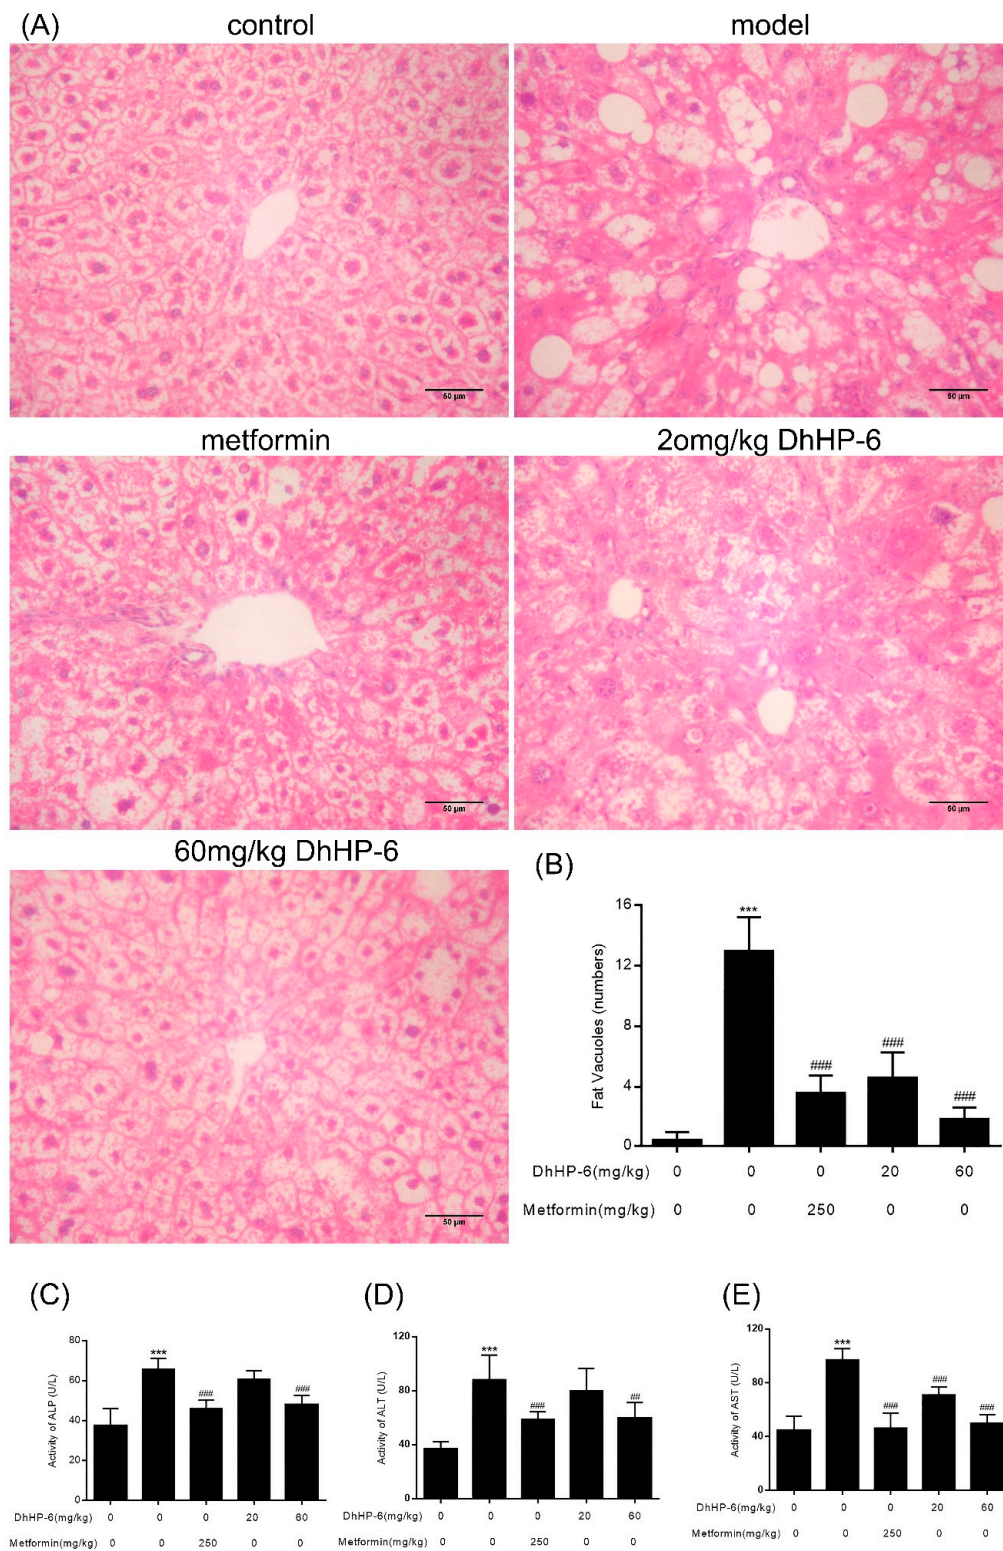 (A)
control
model
50 µm
50 µm
metformin
2omg/kg DhHP-6
50 µm
50 µm
60mg/kg DhHP-6
50 µm
(B)
16
12
8
4
0
Fat Vacuoles (numbers)
***
###
###
###
DhHP-6(mg/kg) 0 0 0 20 60
Metformin(mg/kg) 0 0 250 0 0
(C)
80
60
40
20
0
Activity of ALP (U/L)
***
###
###
DhHP-6(mg/kg) 0 0 0 20 60
Metformin(mg/kg) 0 0 250 0 0
(D)
120
80
40
0
Activity of ALT (U/L)
***
###
##
DhHP-6(mg/kg) 0 0 0 20 60
Metformin(mg/kg) 0 0 250 0 0
(E)
120
80
40
0
Activity of AST (U/L)
***
###
###
###
DhHP-6(mg/kg) 0 0 0 20 60
Metformin(mg/kg) 0 0 250 0 0